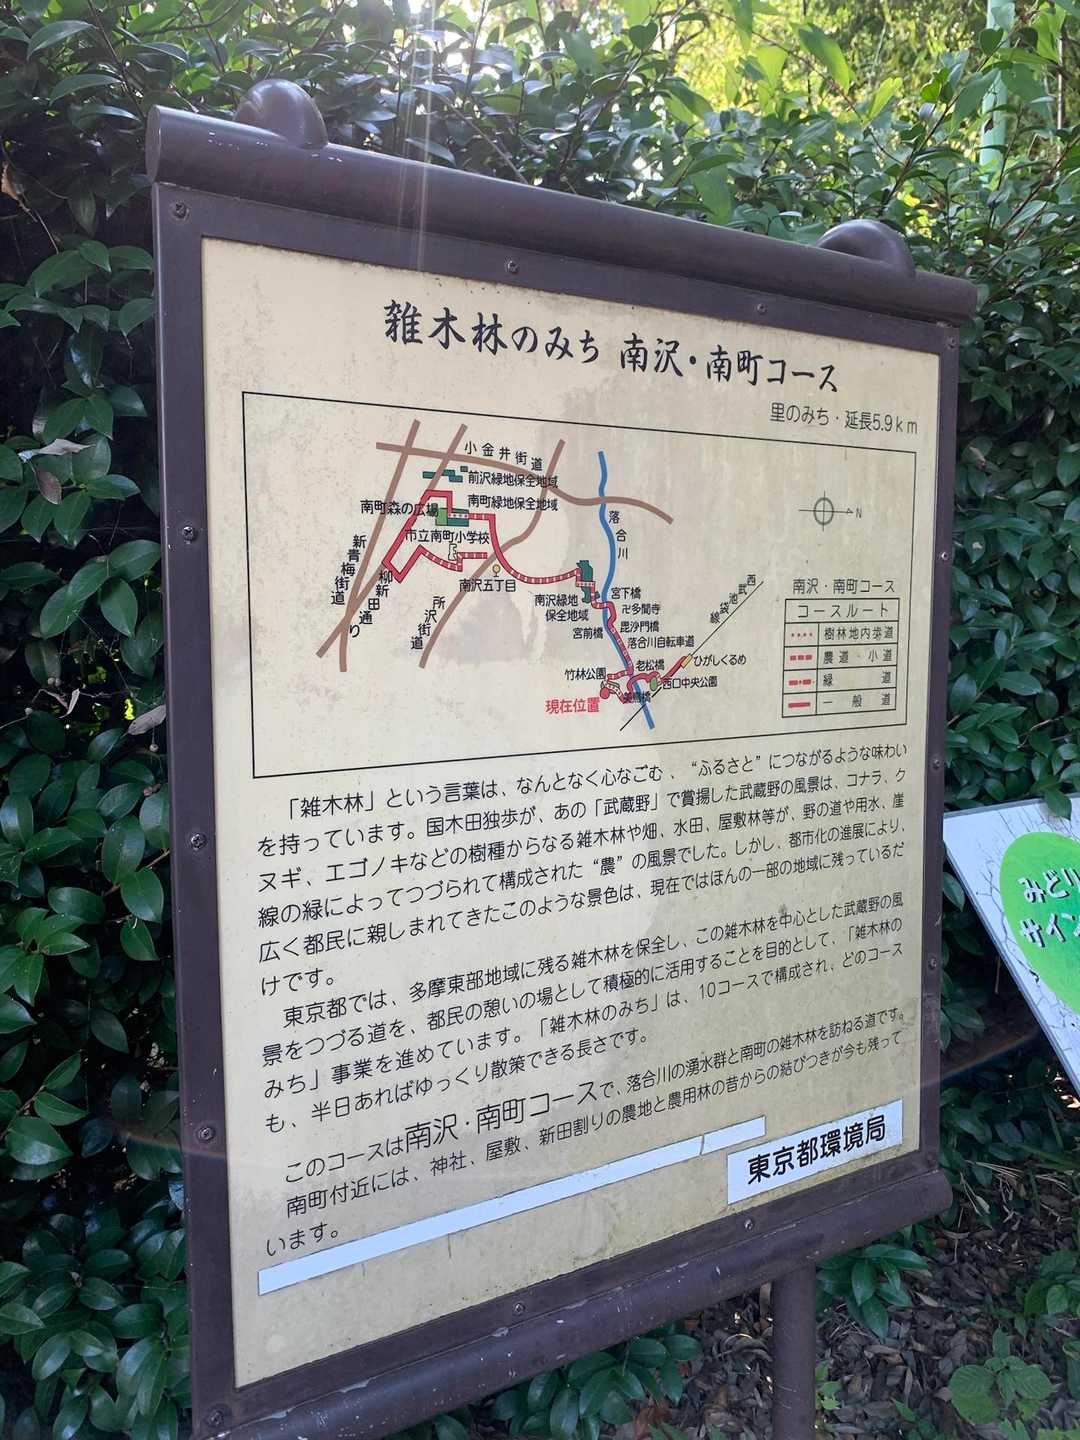 雑木林のみち 南沢・南町コース
里のみち・延長5.9km
小金井街道
前沢緑地保全地域
南町緑地保全地域
南町森の広場
市立南町小学校
新青梅街道
柳新田通り
南沢五丁目
所沢街道
落合川
南沢緑地
保全地域
宮下橋
卍多聞寺
毘沙門橋
宮前橋
落合川自転車道
西武池袋線
老松橋
ひがしくるめ
竹林公園
西口中央公園
現在位置
美鳥橋
N
南沢・南町コース
コースルート
樹林地内歩道
農道・小道
緑道
一般道
「雑木林」という言葉は、なんとなく心なごむ、“ふるさと”につながるような味わい
を持っています。国木田独歩が、あの「武蔵野」で賞揚した武蔵野の風景は、コナラ、ク
ヌギ、エゴノキなどの樹種からなる雑木林や畑、水田、屋敷林等が、野の道や用水、崖
線の緑によってつづられて構成された“農”の風景でした。しかし、都市化の進展により、
広く都民に親しまれてきたこのような景色は、現在ではほんの一部の地域に残っているだ
けです。
東京都では、多摩東部地域に残る雑木林を保全し、この雑木林を中心とした武蔵野の風
景をつづる道を、都民の憩いの場として積極的に活用することを目的として、「雑木林の
みち」事業を進めています。「雑木林のみち」は、10コースで構成され、どのコース
も、半日あればゆっくり散策できる長さです。
このコースは南沢・南町コースで、落合川の湧水群と南町の雑木林を訪ねる道です。
南町付近には、神社、屋敷、新田割りの農地と農用林の昔からの結びつきが今も残って
います。
東京都環境局
みどり
サイン